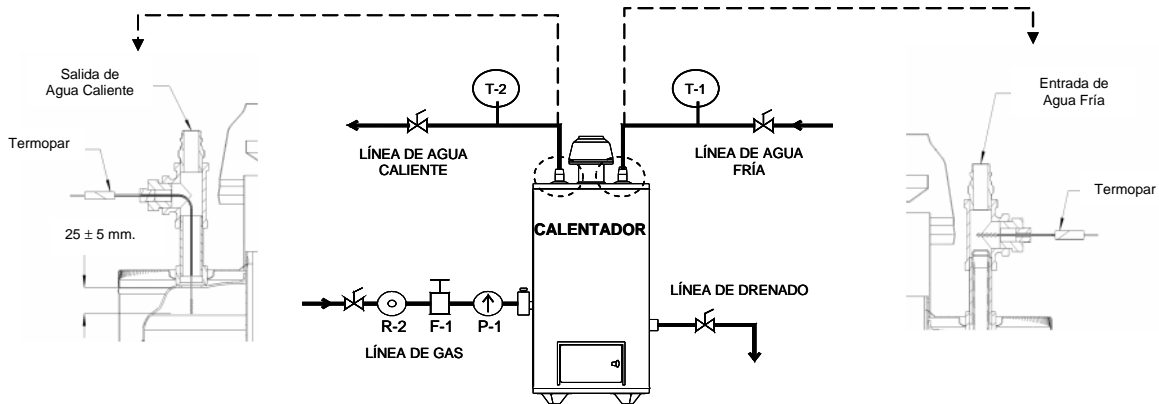 Salida de
Agua Caliente
Termopar
25 ± 5 mm.
T-2
T-1
LÍNEA DE AGUA
CALIENTE
LÍNEA DE AGUA
FRÍA
CALENTADOR
R-2
F-1
P-1
LÍNEA DE GAS
LÍNEA DE DRENADO
Entrada de
Agua Fría
Termopar